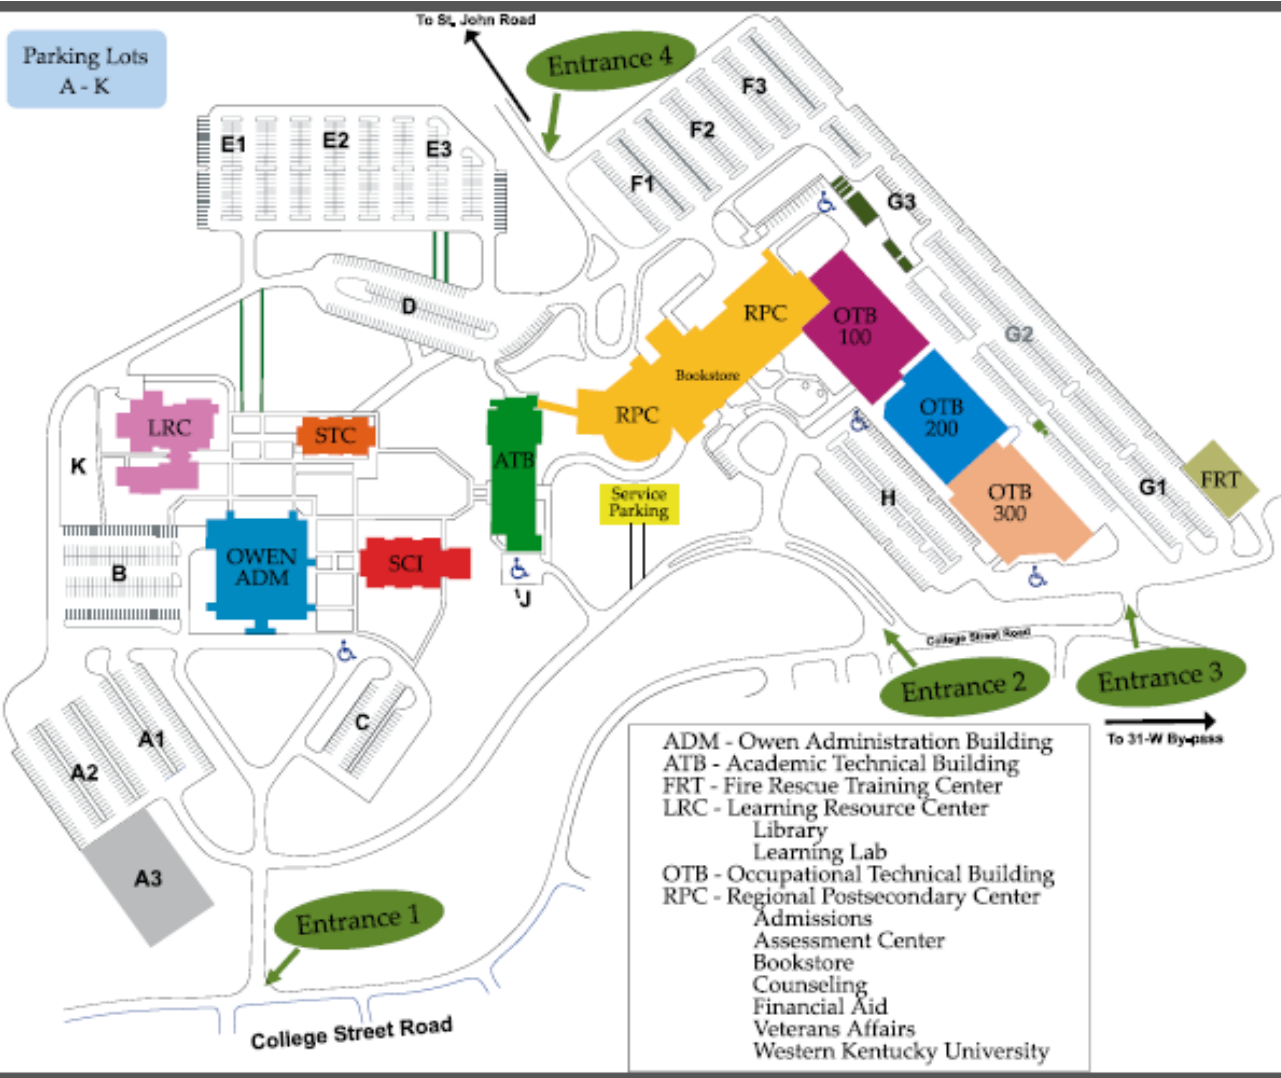 To St. John Road
Parking Lots
A - K
Entrance 4
F3
F2
F1
E1
E2
E3
G3
D
RPC
OTB
100
G2
Bookstore
LRC
STC
RPC
OTB
200
K
ATB
FRT
Service
Parking
H
OTB
300
G1
OWEN
ADM
SCI
B
J
College Street Road
Entrance 2
Entrance 3
To 31-W By-pass
C
A1
A2
A3
Entrance 1
College Street Road
ADM - Owen Administration Building
ATB - Academic Technical Building
FRT - Fire Rescue Training Center
LRC - Learning Resource Center
Library
Learning Lab
OTB - Occupational Technical Building
RPC - Regional Postsecondary Center
Admissions
Assessment Center
Bookstore
Counseling
Financial Aid
Veterans Affairs
Western Kentucky University